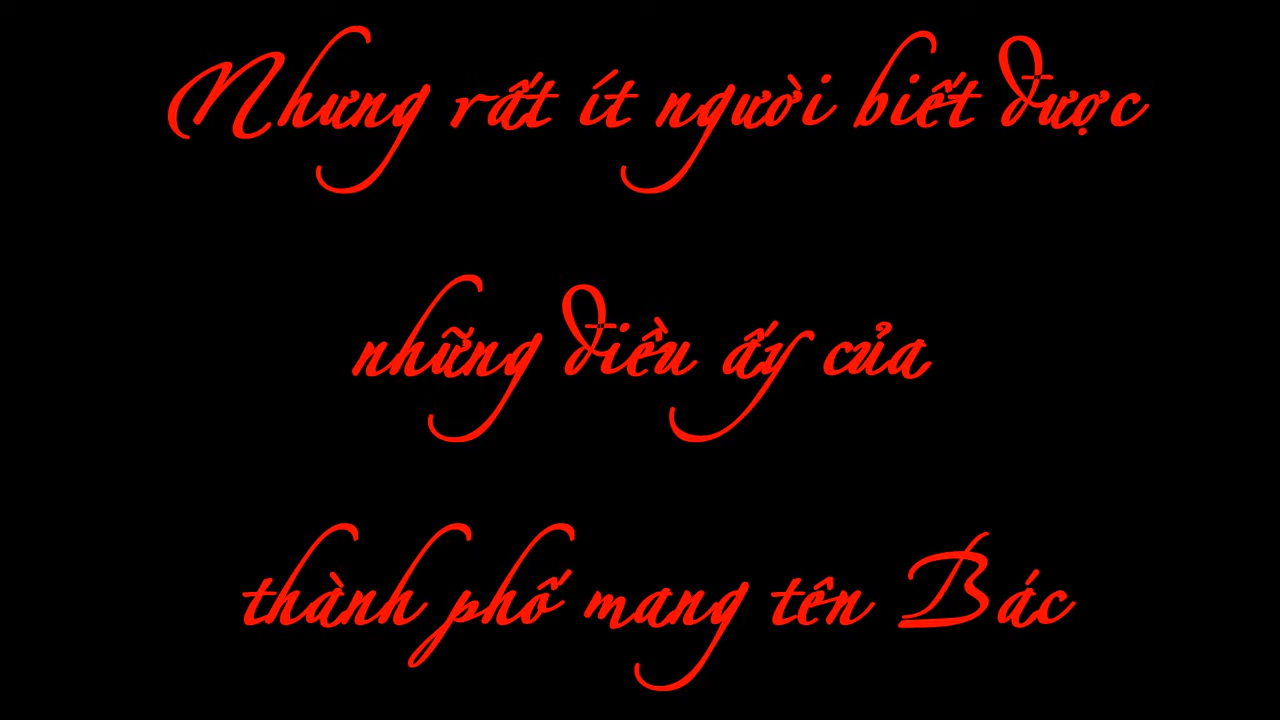 Nhưng rất ít người biết được
những điều ấy của
thành phố mang tên Bác